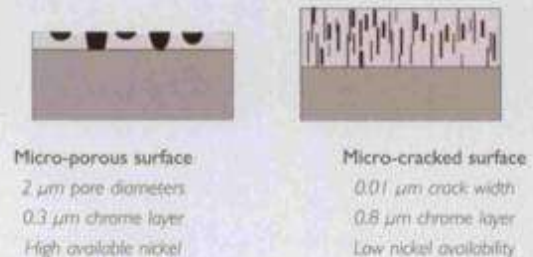 Micro-porous surface
2 µm pore diameters
0.3 µm chrome layer
High available nickel
Micro-cracked surface
0.01 µm crack width
0.8 µm chrome layer
Low nickel availability